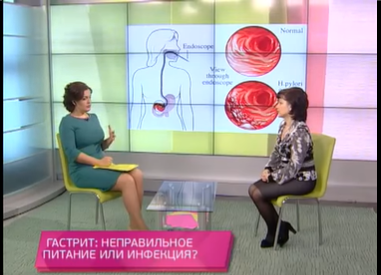 Normal
Endoscope
View
through
endoscope
H.pylori
ГАСТРИТ: НЕПРАВИЛЬНОЕ
ПИТАНИЕ ИЛИ ИНФЕКЦИЯ?